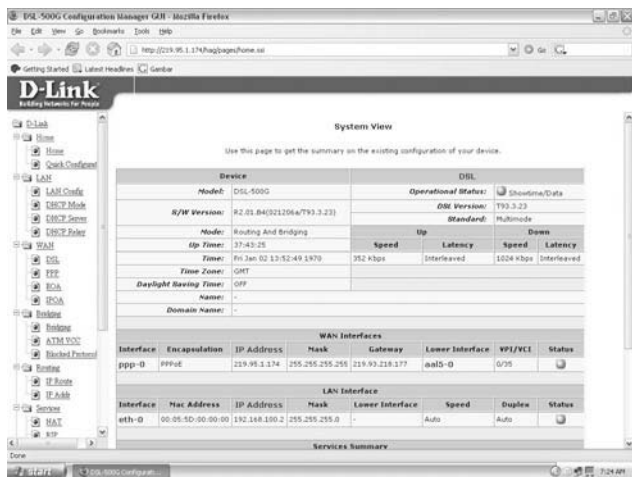 DSL-500G Configuration Manager GUI - Mozilla Firefox
File Edit View Go Bookmarks Tools Help
http://219.95.1.174/hag/pages/home.ssi
Go
Getting Started Latest Headlines Gamber
D-Link
Building Networks for People
D-Link
Home
Home
Quick Configurat
LAN
LAN Config
DHCP Mode
DHCP Server
DHCP Relay
WAN
DSL
PPP
EOA
IPOA
Bridging
Bridging
ATM VCC
Blocked Protocol
Routing
IP Route
IP Addr
Services
NAT
RIP
System View
Use this page to get the summary on the existing configuration of your device.
Device DSL
Model: DSL-500G Operational Status: Showtime/Data
S/W Version: R2.01.B4(021206a/T93.3.23) DSL Version: T93.3.23
Standard: Multimode
Mode: Routing And Bridging Up Down
Up Time: 37:43:25 Speed Latency Speed Latency
Time: Fri Jan 02 13:52:49 1970 352 Kbps Interleaved 1024 Kbps Interleaved
Time Zone: GMT
Daylight Saving Time: OFF
Name: -
Domain Name: -
WAN Interfaces
Interface Encapsulation IP Address Mask Gateway Lower Interface VPI/VCI Status
ppp-0 PPPoE 219.95.1.174 255.255.255.255 219.93.218.177 aal5-0 0/35
LAN Interface
Interface Mac Address IP Address Mask Lower Interface Speed Duplex Status
eth-0 00:05:5D:00:00:00 192.168.100.2 255.255.255.0 - Auto Auto
Services Summary
Done
start DSL-500G Configurati... 7:24 AM